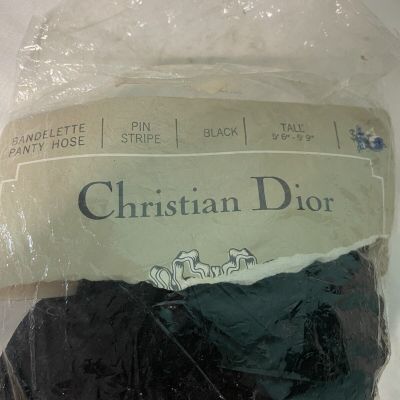 BANDELETTE
PANTY HOSE
PIN
STRIPE
BLACK
TALL
5' 6" - 5' 9"
Christian Dior